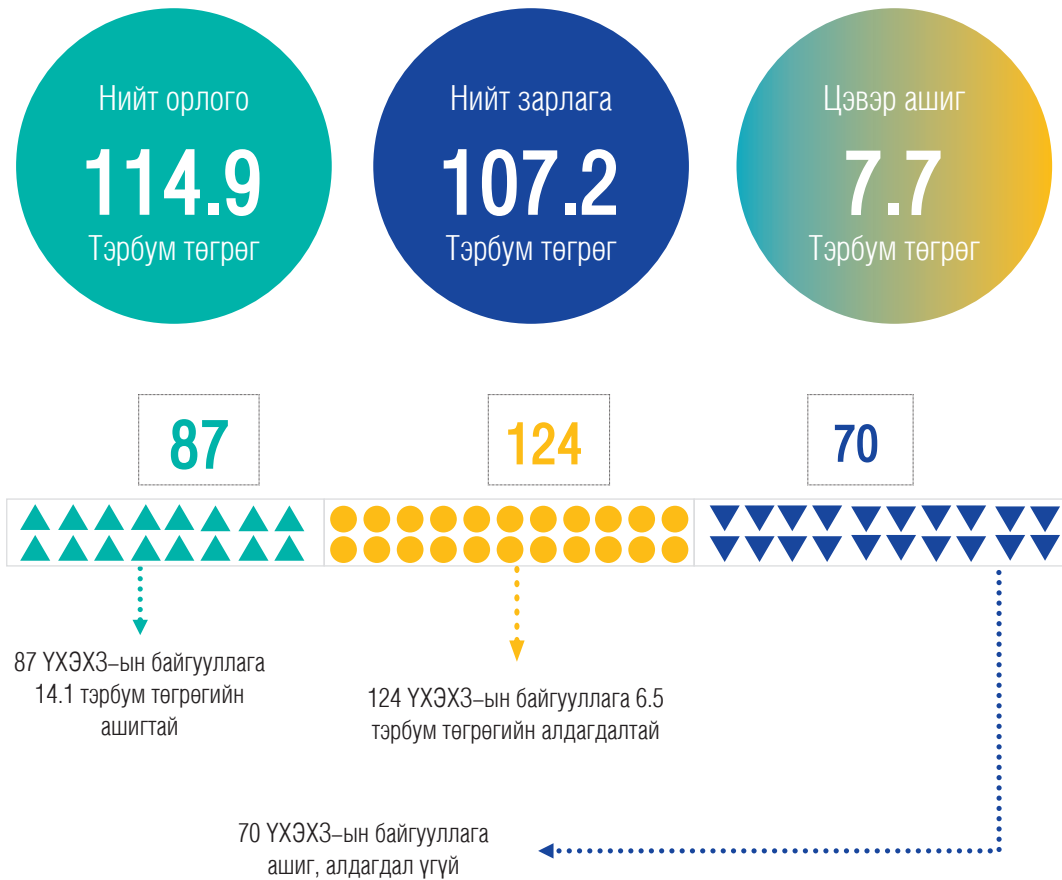 Нийт орлого
114.9
Тэрбум төгрөг
Нийт зарлага
107.2
Тэрбум төгрөг
Цэвэр ашиг
7.7
Тэрбум төгрөг
87
124
70
87 ҮХЭХЗ–ын байгууллага
14.1 тэрбум төгрөгийн
ашигтай
124 ҮХЭХЗ–ын байгууллага 6.5
тэрбум төгрөгийн алдагдалтай
70 ҮХЭХЗ–ын байгууллага
ашиг, алдагдал үгүй